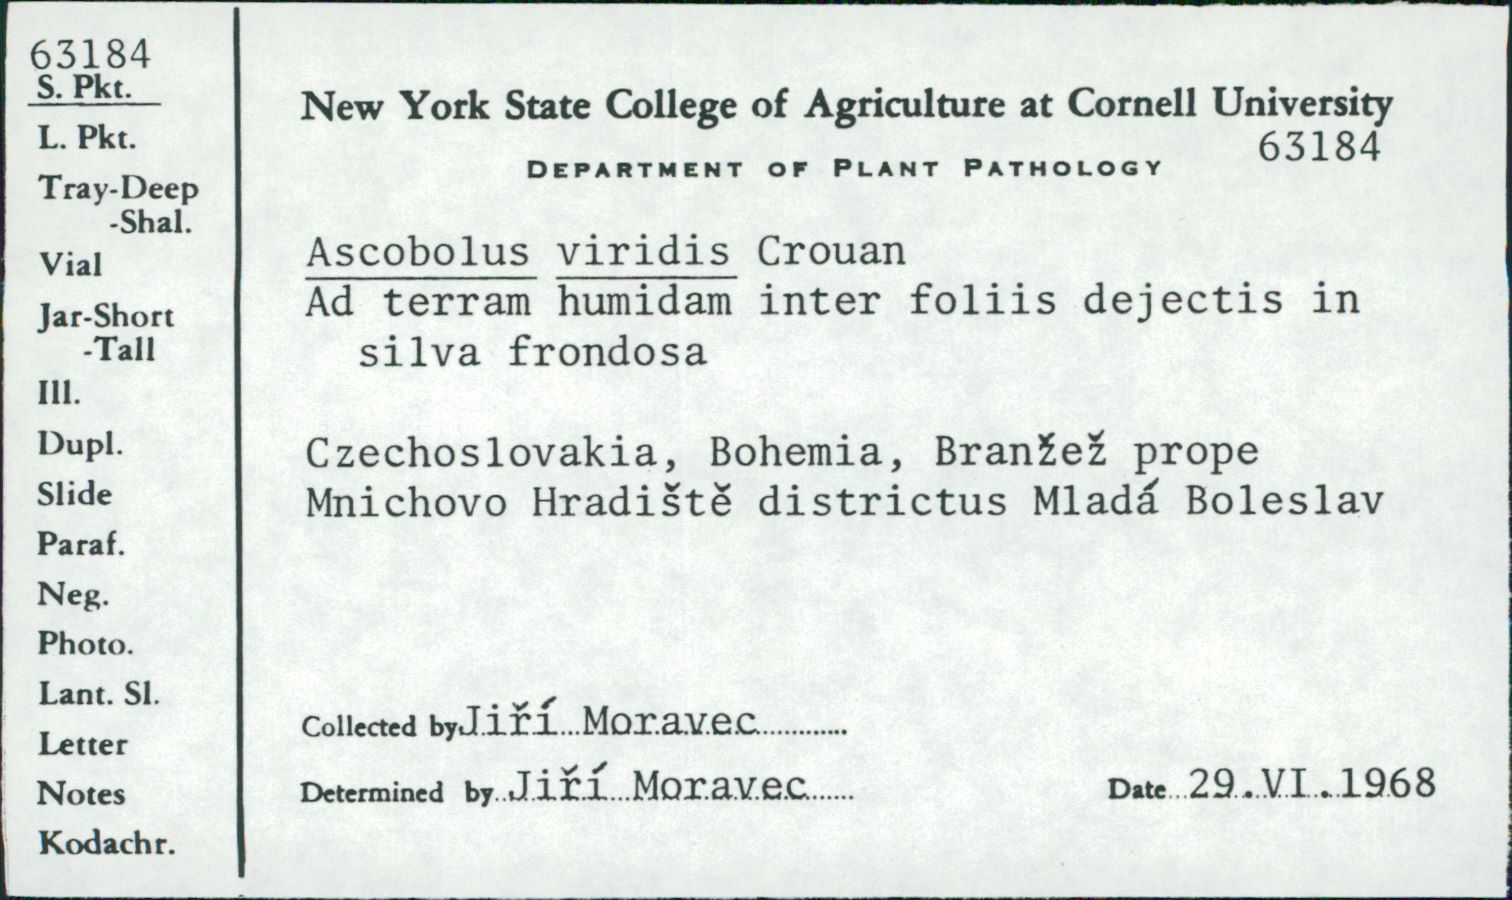 63184
S. Pkt.
L. Pkt.
Tray-Deep
-Shal.
Vial
Jar-Short
-Tall
Ill.
Dupl.
Slide
Paraf.
Neg.
Photo.
Lant. Sl.
Letter
Notes
Kodachr.
New York State College of Agriculture at Cornell University
63184
DEPARTMENT OF PLANT PATHOLOGY
Ascobolus viridis Crouan
Ad terram humidam inter foliis dejectis in
silva frondosa
Czechoslovakia, Bohemia, Branžež prope
Mnichovo Hradiště districtus Mladá Boleslav
Collected by Jiří Moravec
Determined by Jiří Moravec Date 29.VI.1968